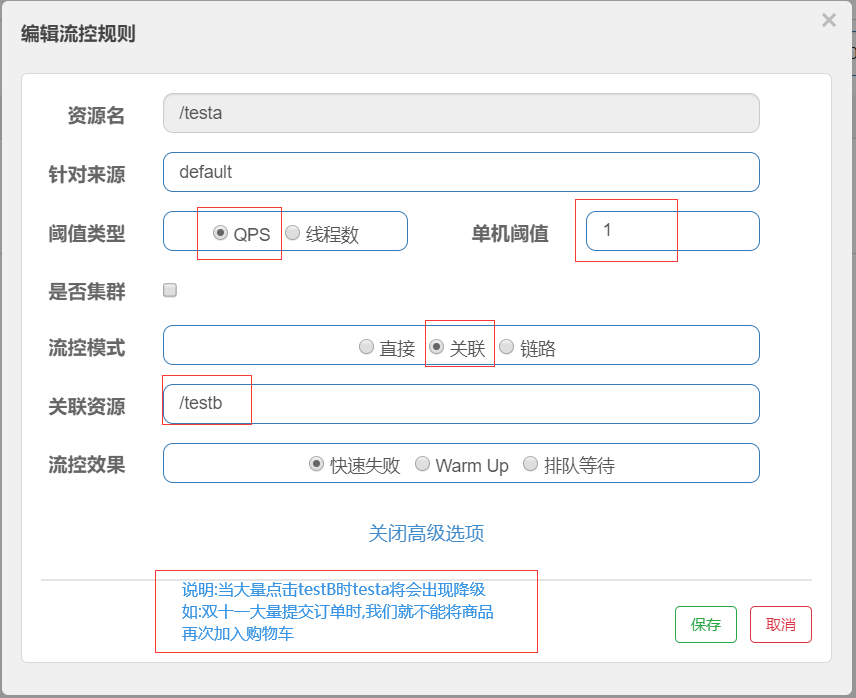 编辑流控规则
×
资源名 /testa
针对来源 default
阈值类型 QPS 线程数 单机阈值 1
是否集群
流控模式 直接 关联 链路
关联资源 /testb
流控效果 快速失败 Warm Up 排队等待
关闭高级选项
说明:当大量点击testB时testa将会出现降级
如:双十一大量提交订单时,我们就不能将商品
再次加入购物车
保存 取消